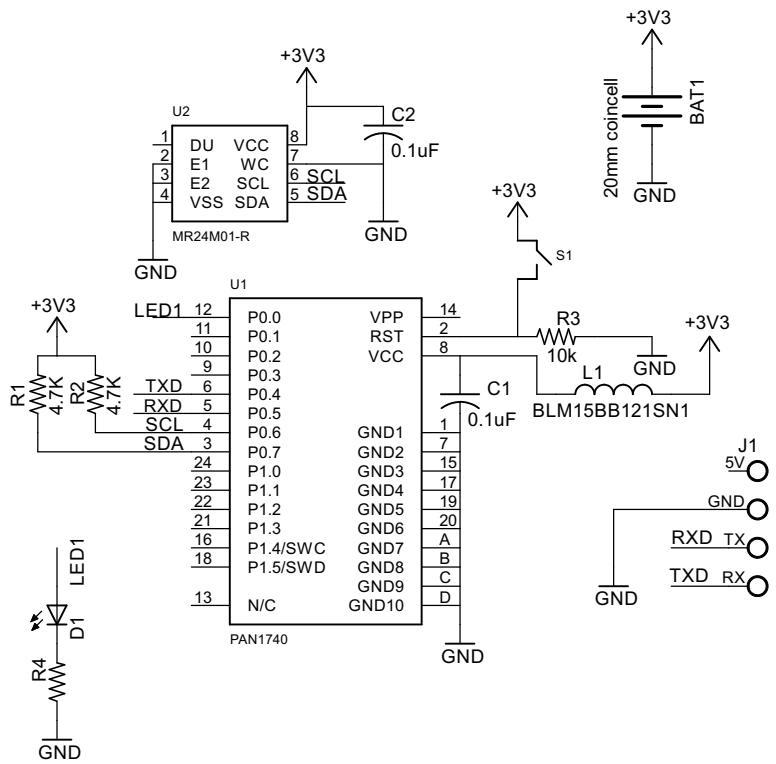 +3V3
+3V3
U2
1 DU VCC 8
2 E1 WC 7
3 E2 SCL 6 SCL
4 VSS SDA 5 SDA
MR24M01-R
C2
0.1uF
GND
GND
20mm coincell
BAT1
GND
+3V3
S1
U1
LED1 12 P0.0 VPP 14
11 P0.1 RST 2
10 P0.2 VCC 8
9 P0.3
TXD 6 P0.4
RXD 5 P0.5
SCL 4 P0.6 GND1 1
SDA 3 P0.7 GND2 7
24 P1.0 GND3 15
23 P1.1 GND4 17
22 P1.2 GND5 19
21 P1.3 GND6 20
16 P1.4/SWC GND7 A
18 P1.5/SWD GND8 B
GND9 C
13 N/C GND10 D
PAN1740
+3V3
R1
4.7K
R2
4.7K
R3
10k
GND
+3V3
L1
BLM15BB121SN1
C1
0.1uF
GND
J1
5V
GND
RXD TX
TXD RX
GND
LED1
D1
R4
GND